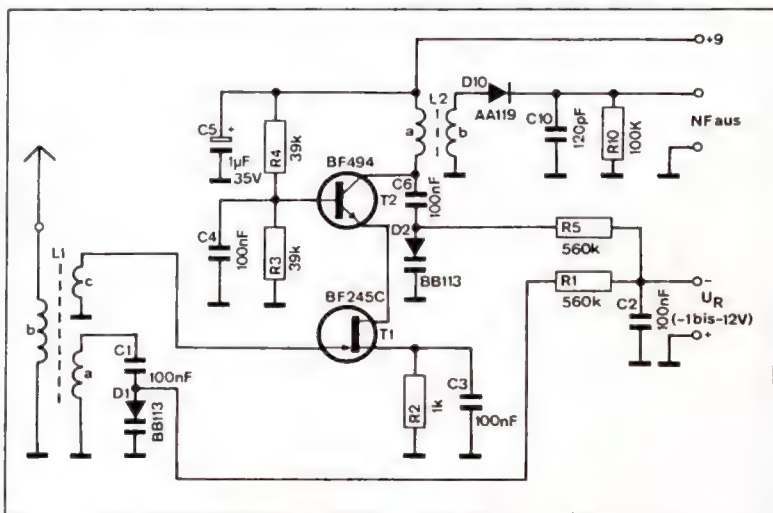 +9
D10
L2
AA119
C10
120pF
R10
100K
NF aus
a
b
C5
+
1µF
35V
R4
39k
BF494
T2
C6
100nF
C4
100nF
R3
39k
D2
BB113
R5
560k
R1
560k
C2
100nF
-
UR
(-1 bis -12V)
+
L1
c
b
a
C1
100nF
D1
BB113
BF245C
T1
R2
1k
C3
100nF